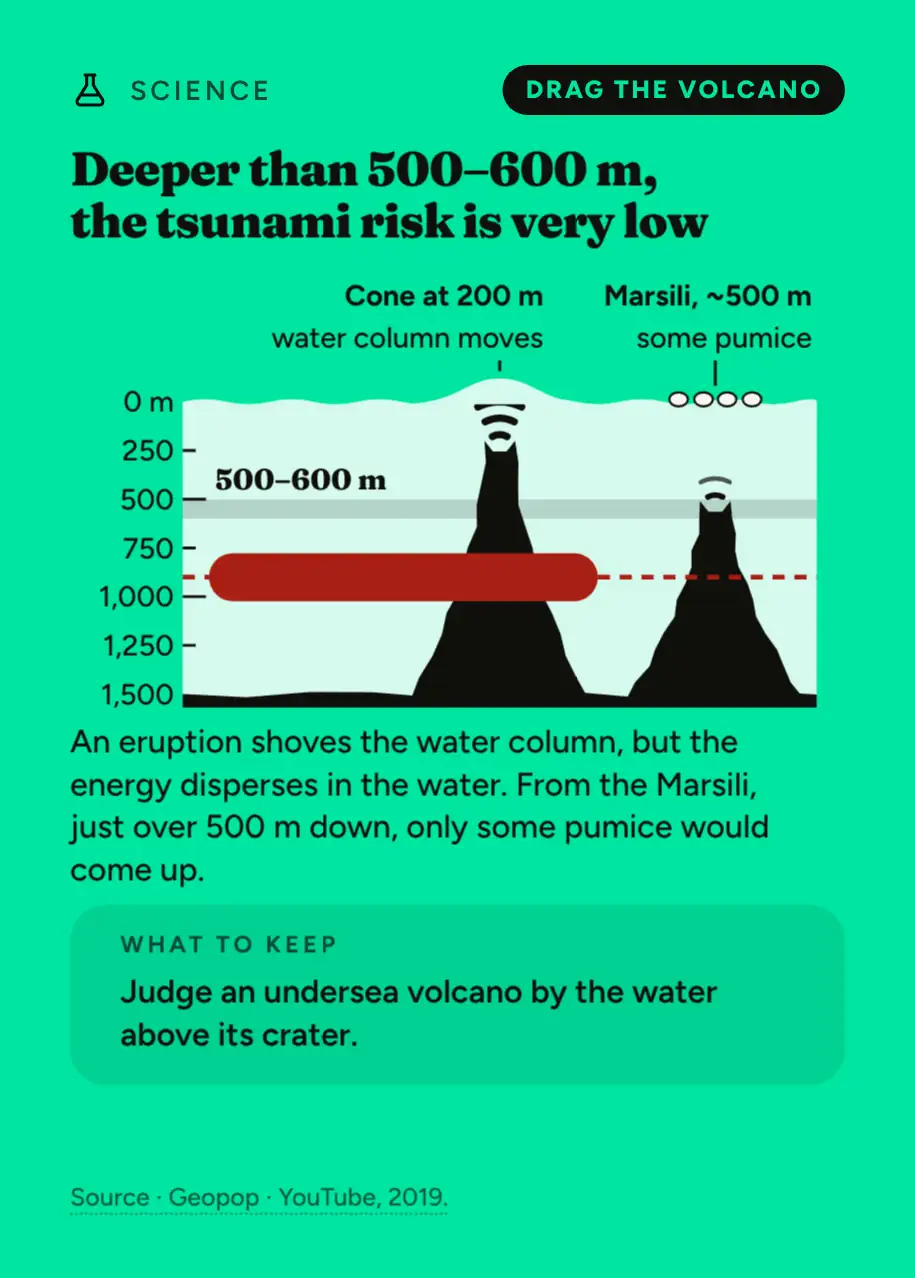 SCIENCE
DRAG THE VOLCANO
Deeper than 500–600 m,
the tsunami risk is very low
Cone at 200 m
water column moves
Marsili, ~500 m
some pumice
0 m
250
500
500–600 m
750
1,000
1,250
1,500
An eruption shoves the water column, but the
energy disperses in the water. From the Marsili,
just over 500 m down, only some pumice would
come up.
WHAT TO KEEP
Judge an undersea volcano by the water
above its crater.
Source · Geopop · YouTube, 2019.